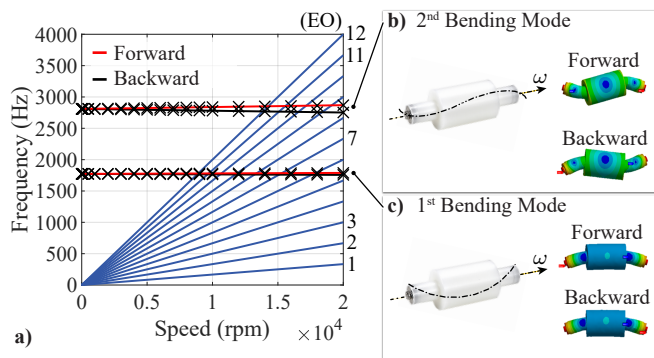 (EO)
4000
3500
3000
2500
2000
1500
1000
500
0
Frequency (Hz)
Forward
Backward
12
11
7
3
2
1
0
0.5
1
1.5
2
×10⁴
Speed (rpm)
a)
b) 2nd Bending Mode
ω
Forward
Backward
c) 1st Bending Mode
ω
Forward
Backward